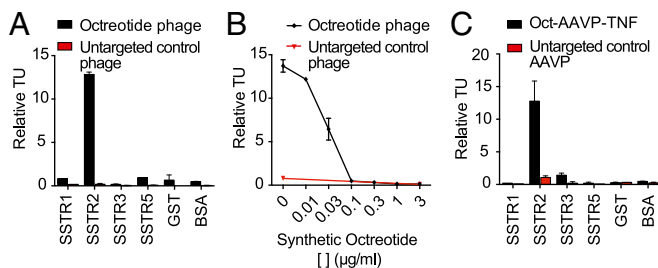 A
Octreotide phage
Untargeted control
phage
Relative TU
15
10
5
0
SSTR1
SSTR2
SSTR3
SSTR5
GST
BSA
B
Octreotide phage
Untargeted control
phage
Relative TU
15
10
5
0
0
0.01
0.03
0.1
0.3
1
3
Synthetic Octreotide
[ ] (µg/ml)
C
Oct-AAVP-TNF
Untargeted control
AAVP
Relative TU
20
15
10
5
0
SSTR1
SSTR2
SSTR3
SSTR5
GST
BSA